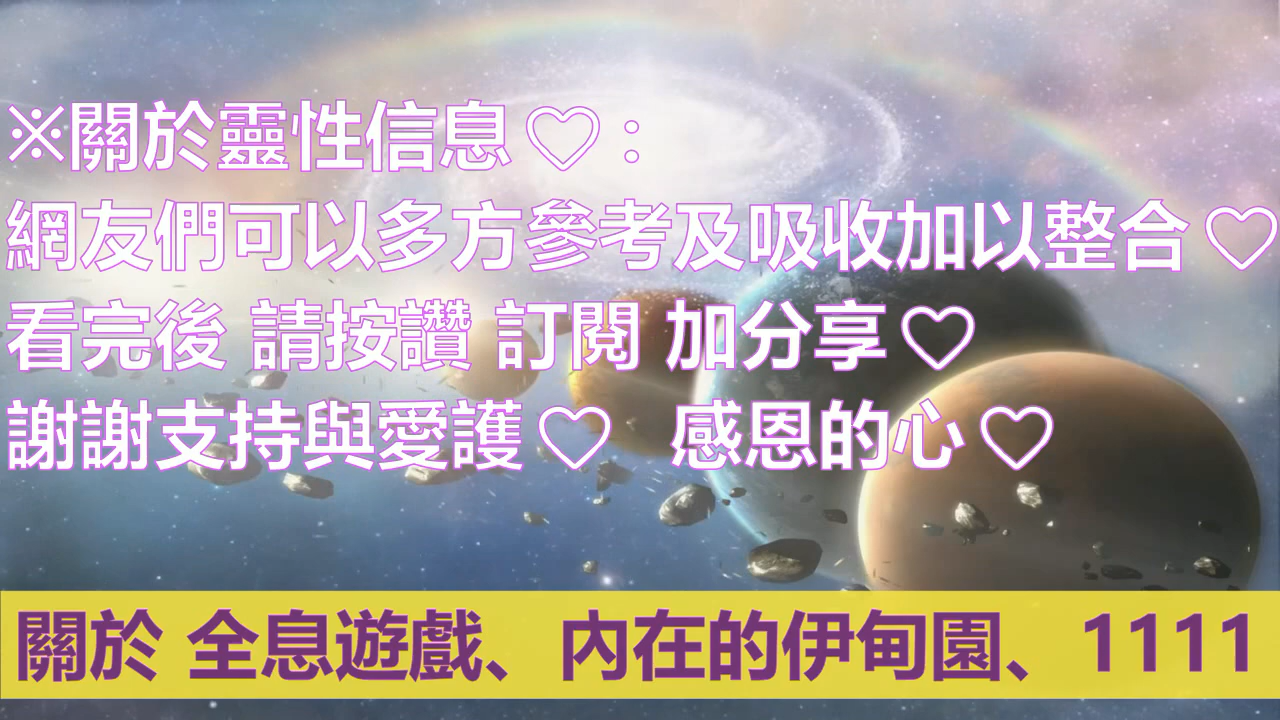 ※關於靈性信息♡：
網友們可以多方參考及吸收加以整合♡
看完後 請按讚 訂閱 加分享♡
謝謝支持與愛護♡ 感恩的心♡
關於 全息遊戲、內在的伊甸園、1111